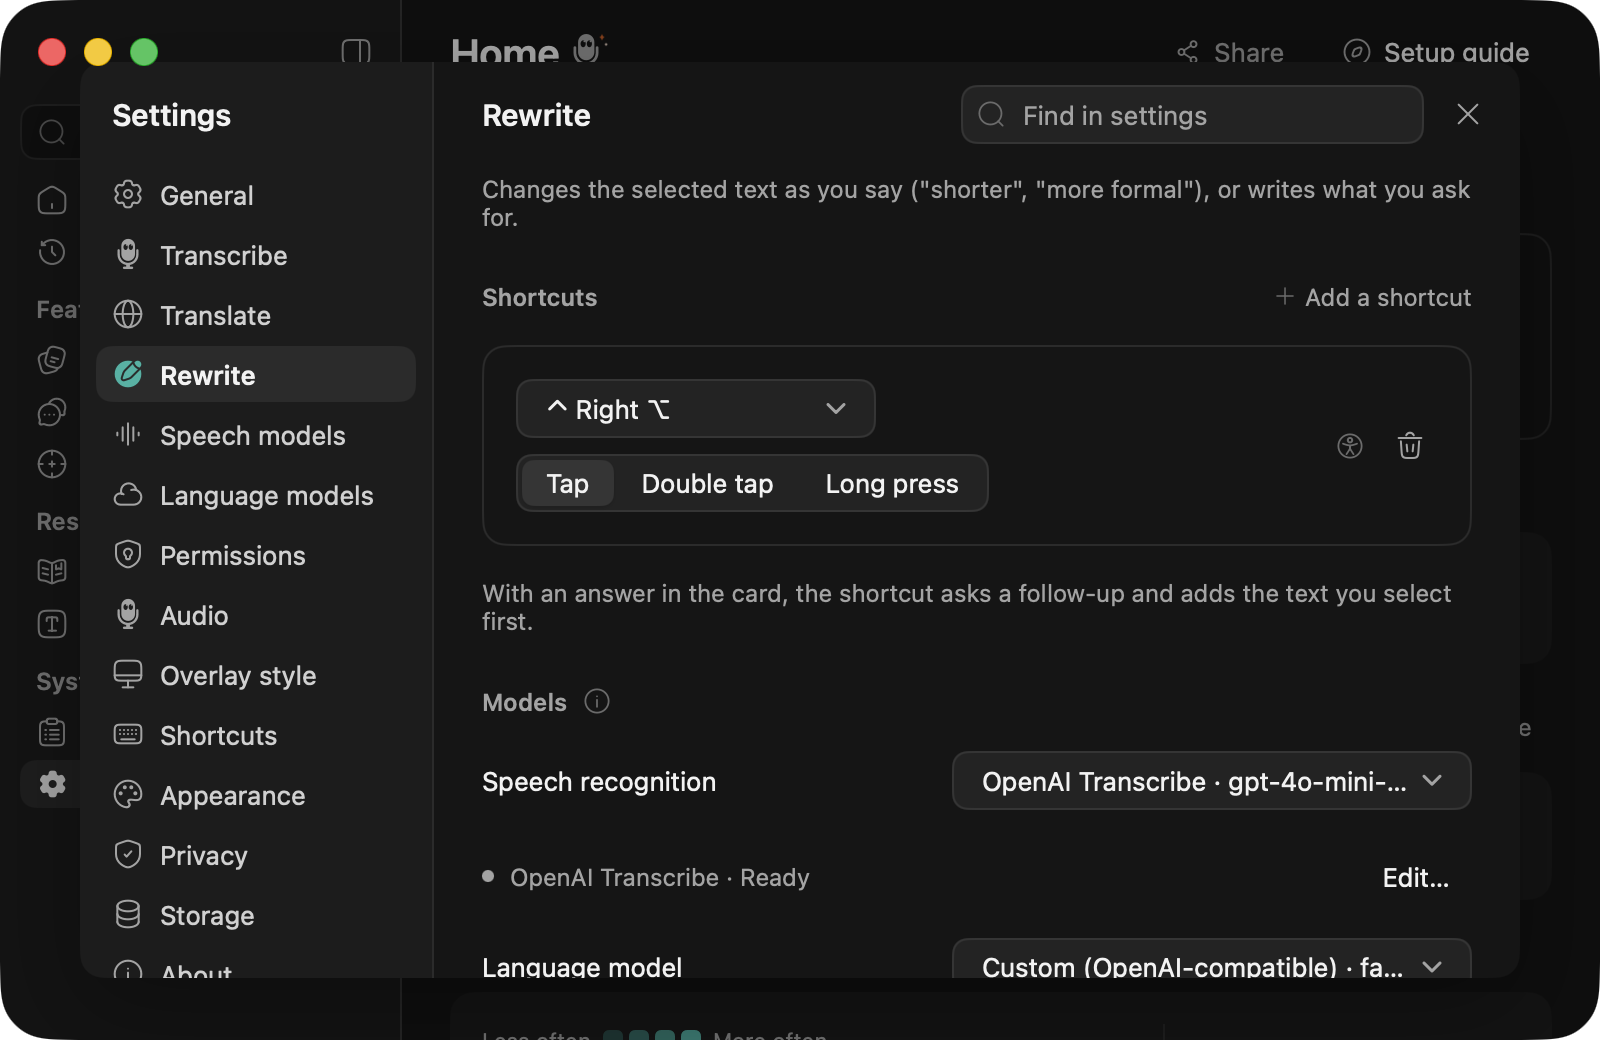 Home
Share
Setup guide
Settings
General
Transcribe
Translate
Rewrite
Speech models
Language models
Permissions
Audio
Overlay style
Shortcuts
Appearance
Privacy
Storage
About
Rewrite
Find in settings
Changes the selected text as you say ("shorter", "more formal"), or writes what you ask
for.
Shortcuts
+ Add a shortcut
^ Right ⌥
Tap
Double tap
Long press
With an answer in the card, the shortcut asks a follow-up and adds the text you select
first.
Models
Speech recognition
OpenAI Transcribe · gpt-4o-mini-...
OpenAI Transcribe · Ready
Edit...
Language model
Custom (OpenAI-compatible) · fa...
Less often
More often